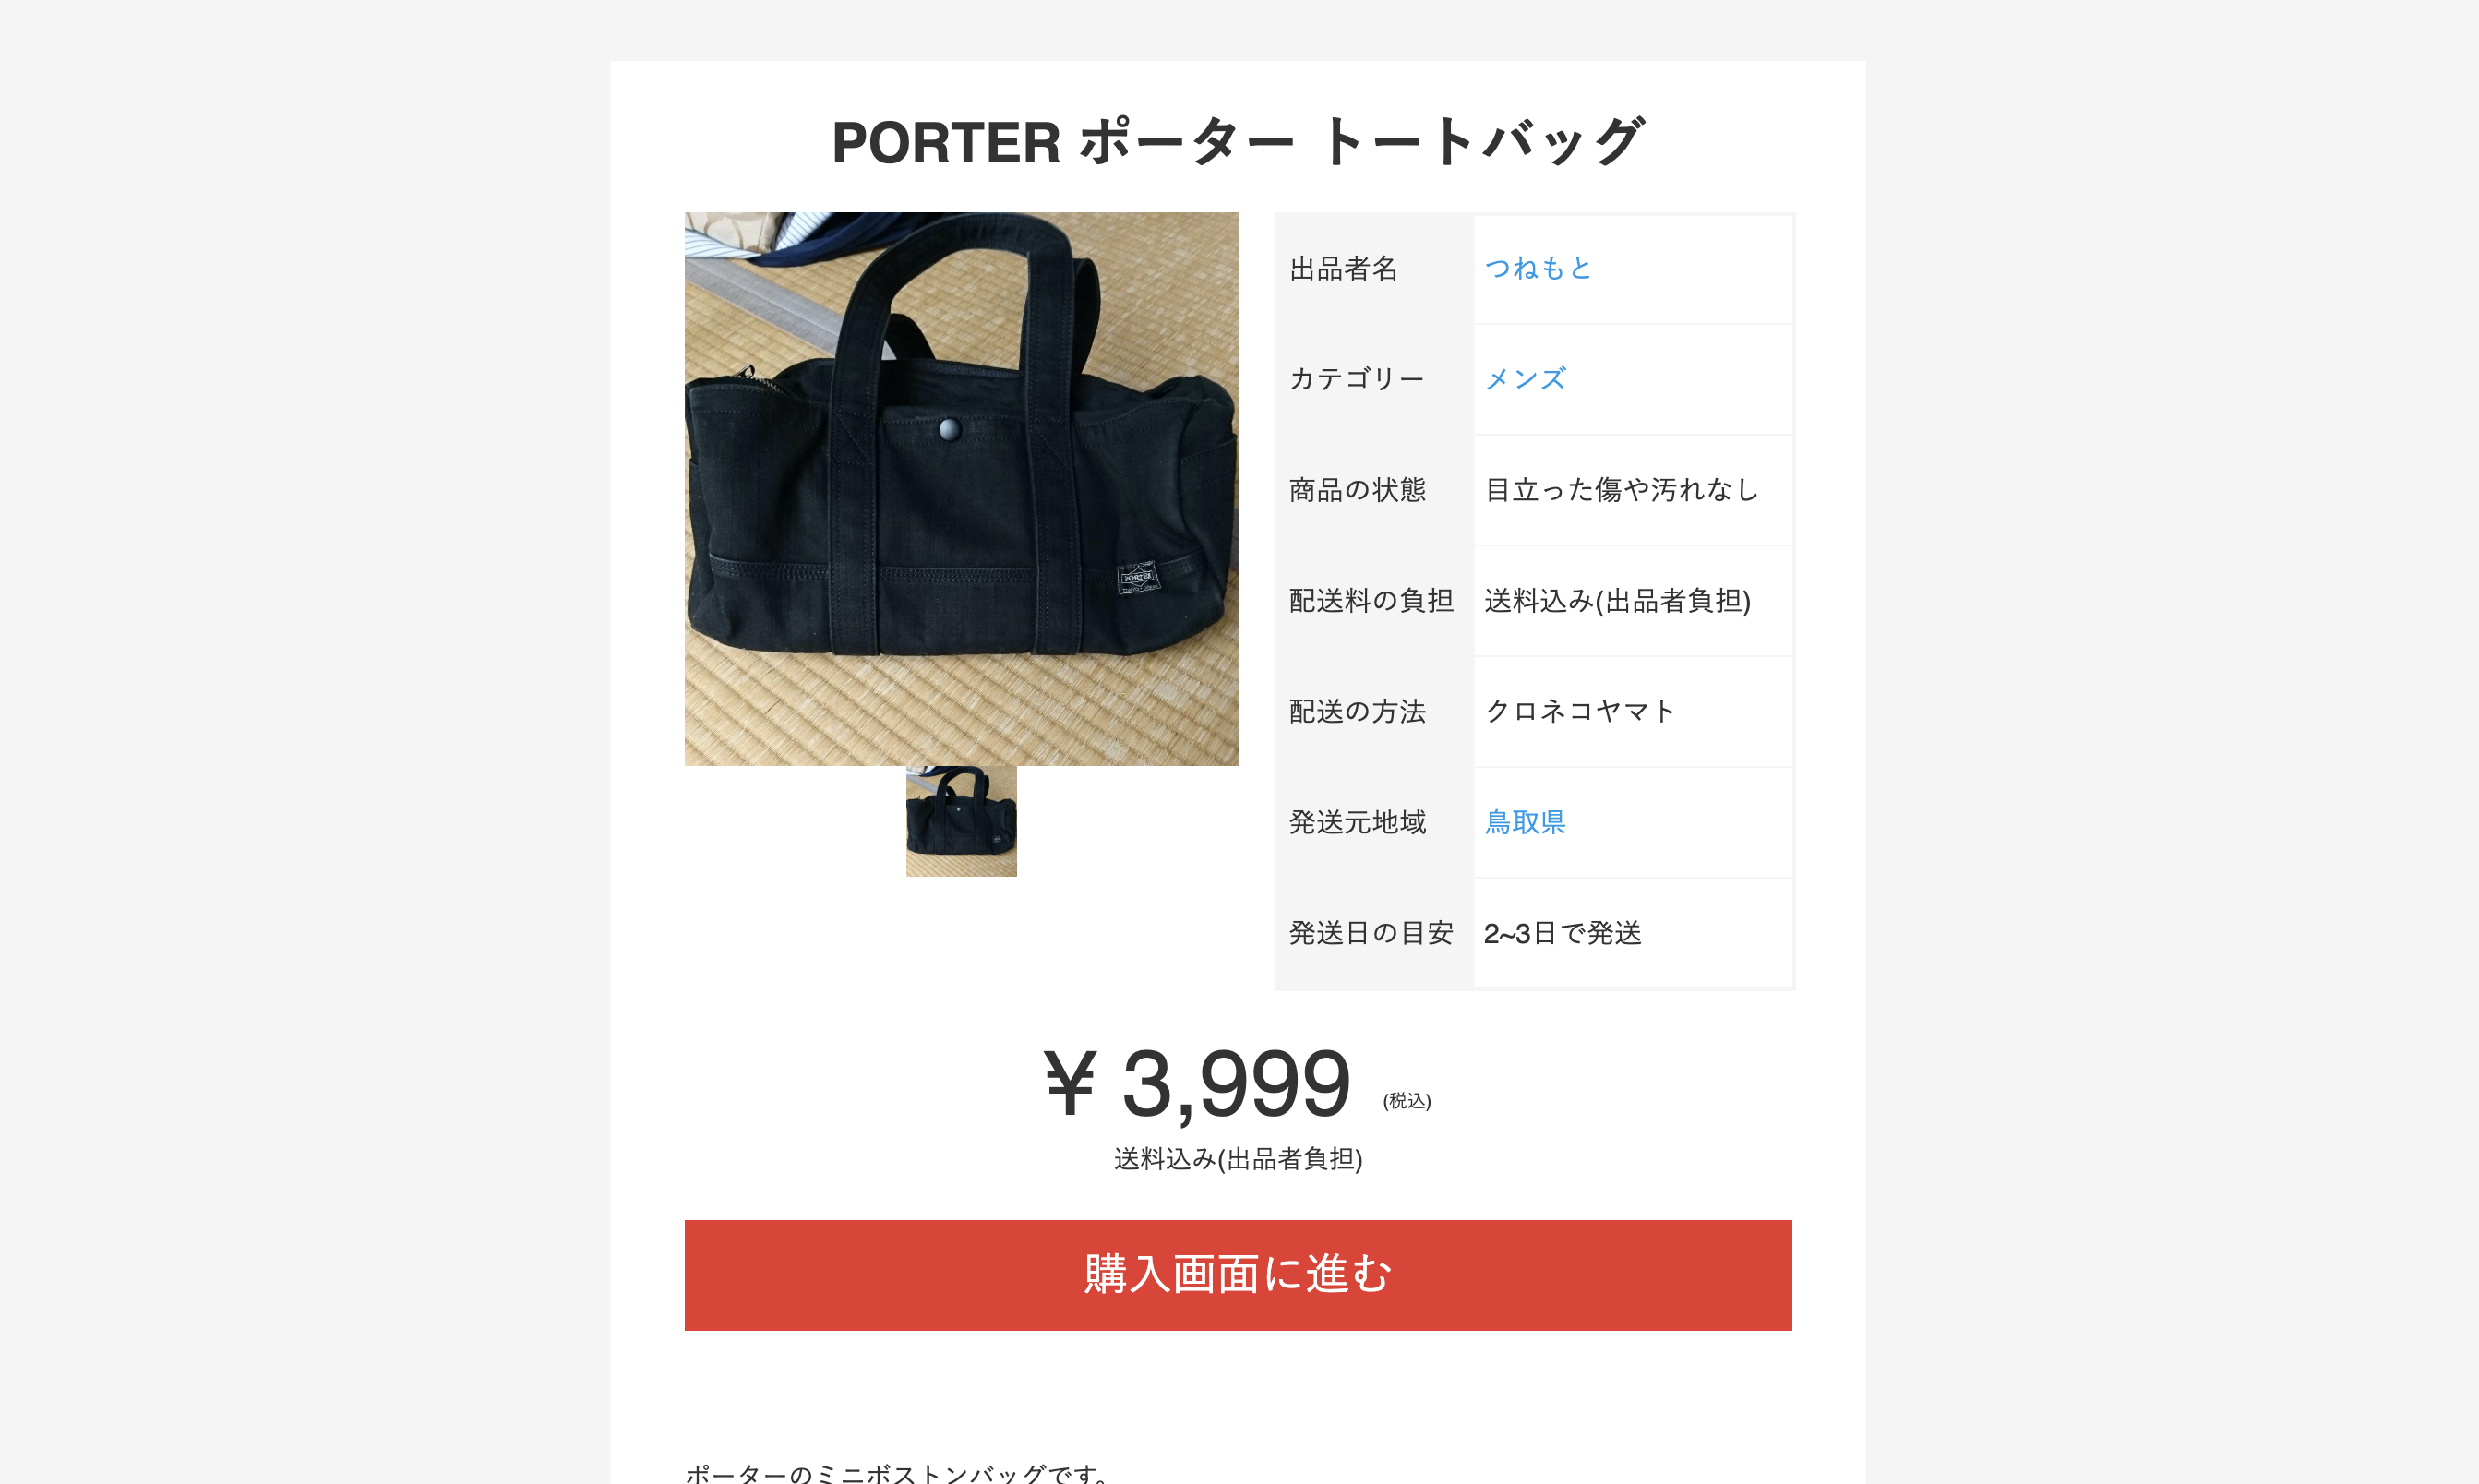 PORTER ポーター トートバッグ
出品者名 つねもと
カテゴリー メンズ
商品の状態 目立った傷や汚れなし
配送料の負担 送料込み(出品者負担)
配送の方法 クロネコヤマト
発送元地域 鳥取県
発送日の目安 2~3日で発送
PORTER
¥ 3,999 (税込)
送料込み(出品者負担)
購入画面に進む
ポーターのミニボストンバッグです。